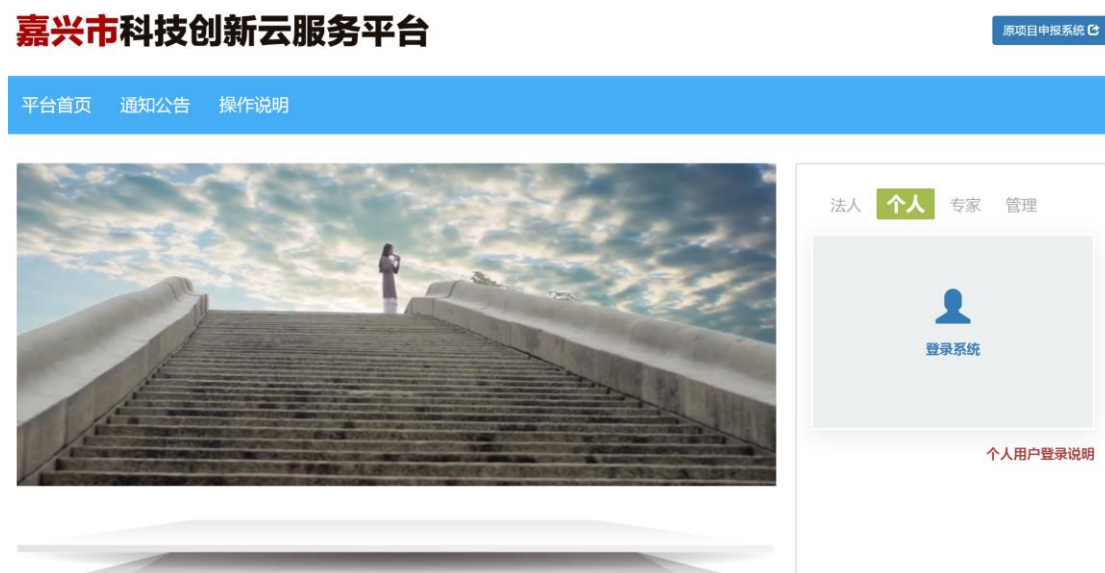 嘉兴市科技创新云服务平台
原项目申报系统
平台首页 通知公告 操作说明
法人 个人 专家 管理
登录系统
个人用户登录说明